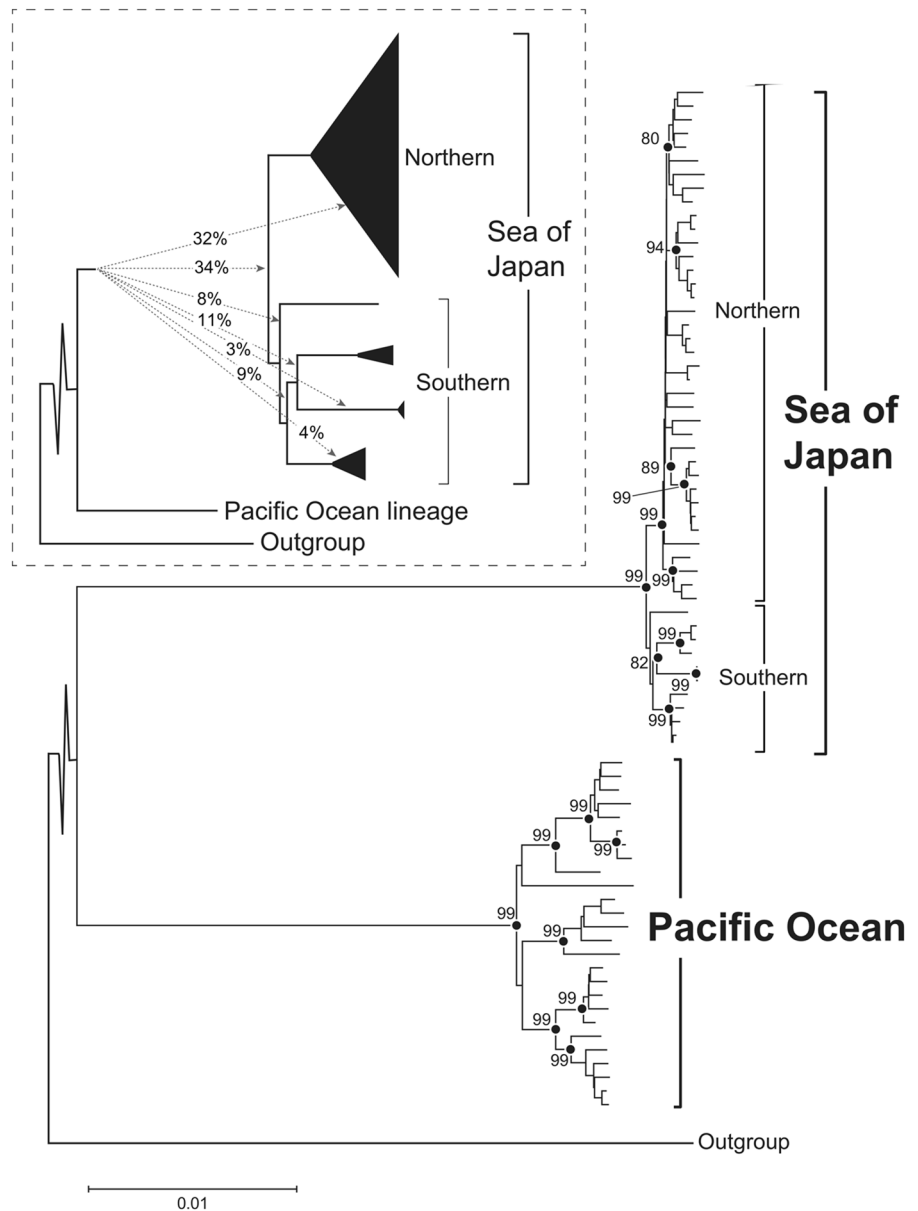 Northern
32%
Sea of
Japan
34%
8%
11%
3%
Southern
9%
4%
Pacific Ocean lineage
Outgroup
80
94
Northern
Sea of
Japan
89
99
99
99
99
99
82
Southern
99
99
99
99
99
99
Pacific Ocean
99
99
99
99
Outgroup
0.01